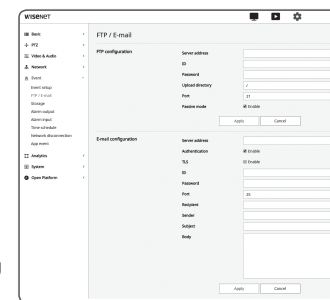 WISENET
FTP / E-mail
Basic
PTZ
Video & Audio
Network
Event
Event setup
FTP / E-mail
Storage
Alarm output
Alarm input
Time schedule
Network disconnection
App event
Analytics
System
Open Platform
FTP configuration
Server address
ID
Password
Upload directory /
Port 21
Passive mode Enable
Apply Cancel
E-mail configuration
Server address
Authentication Enable
TLS Enable
ID
Password
Port 25
Recipient
Sender
Subject
Body
Apply Cancel